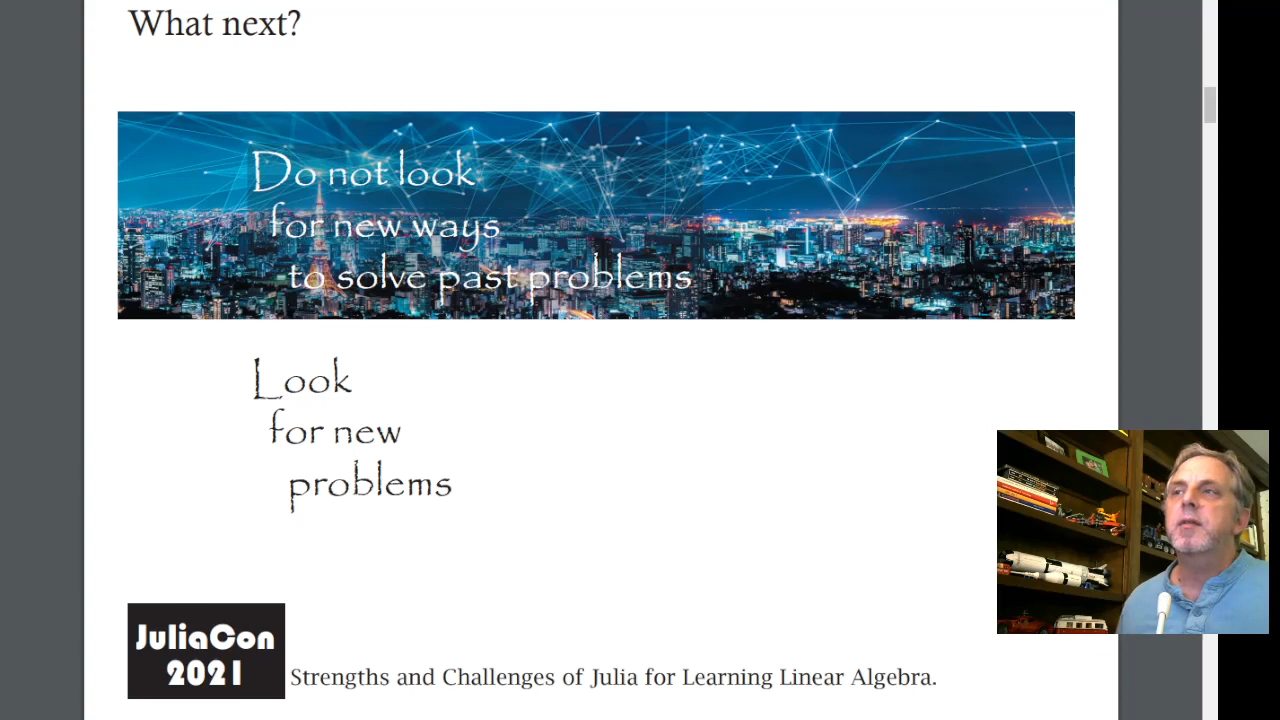 What next?
Do not look
for new ways
to solve past problems
Look
for new
problems
JuliaCon
2021
Strengths and Challenges of Julia for Learning Linear Algebra.